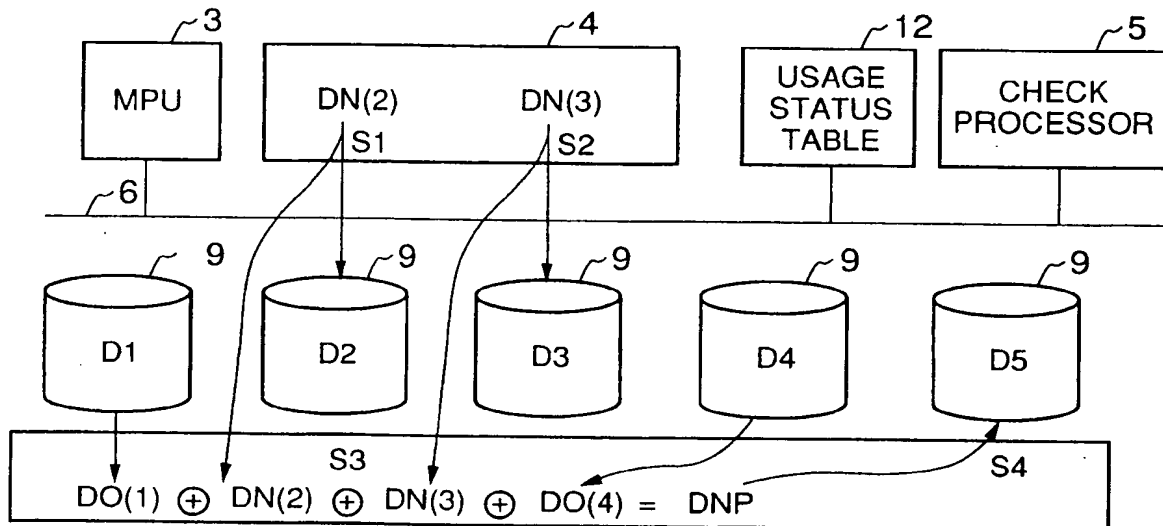 3
4
12
5
MPU
DN(2)
DN(3)
S1
S2
USAGE
STATUS
TABLE
CHECK
PROCESSOR
6
9
9
9
9
9
D1
D2
D3
D4
D5
S3
S4
DO(1) ⊕ DN(2) ⊕ DN(3) ⊕ DO(4) = DNP